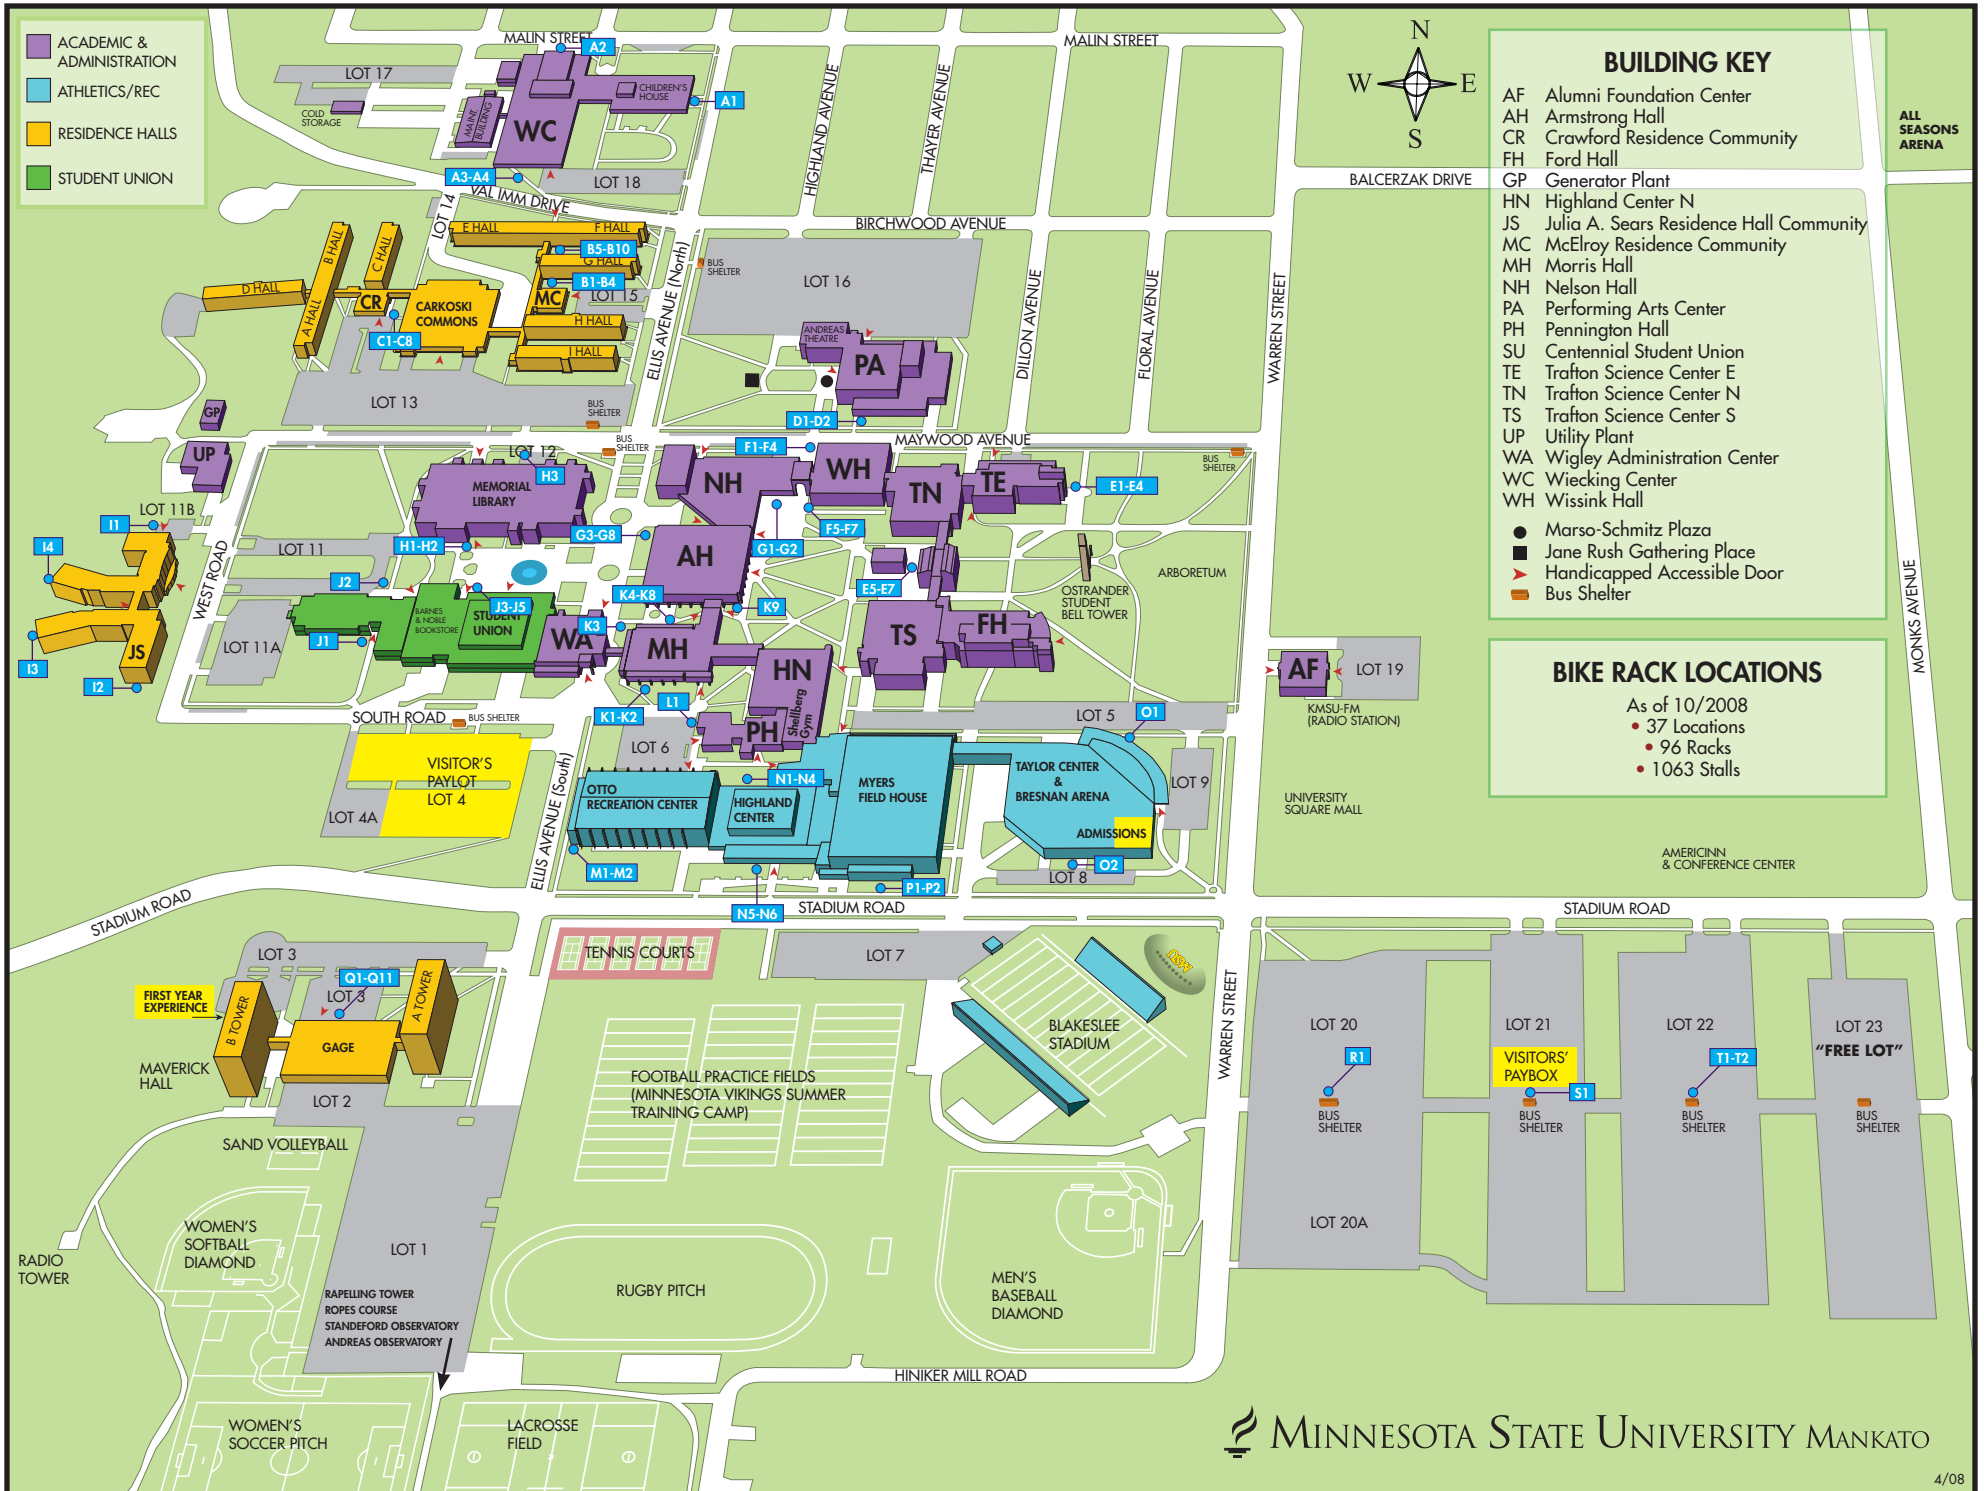 ACADEMIC &
ADMINISTRATION
ATHLETICS/REC
RESIDENCE HALLS
STUDENT UNION
MALIN STREET
A2
MALIN STREET
LOT 17
COLD
STORAGE
MAINT
BUILDING
CHILDREN'S
HOUSE
A1
WC
A3-A4
LOT 18
VAL IMM DRIVE
HIGHLAND AVENUE
THAYER AVENUE
N
W
E
S
BUILDING KEY
AF Alumni Foundation Center
AH Armstrong Hall
CR Crawford Residence Community
FH Ford Hall
GP Generator Plant
HN Highland Center N
JS Julia A. Sears Residence Hall Community
MC McElroy Residence Community
MH Morris Hall
NH Nelson Hall
PA Performing Arts Center
PH Pennington Hall
SU Centennial Student Union
TE Trafton Science Center E
TN Trafton Science Center N
TS Trafton Science Center S
UP Utility Plant
WA Wigley Administration Center
WC Wiecking Center
WH Wissink Hall
Marso-Schmitz Plaza
Jane Rush Gathering Place
Handicapped Accessible Door
Bus Shelter
ALL
SEASONS
ARENA
BALCERZAK DRIVE
BIRCHWOOD AVENUE
LOT 14
E HALL
F HALL
B5-B10
G HALL
B1-B4
MC
LOT 15
H HALL
I HALL
B HALL
C HALL
D HALL
A HALL
CR
CARKOSKI
COMMONS
C1-C8
ELLIS AVENUE (North)
BUS
SHELTER
LOT 16
ANDREAS
THEATRE
PA
D1-D2
DILLON AVENUE
FLORAL AVENUE
WARREN STREET
LOT 13
BUS
SHELTER
GP
UP
BUS
SHELTER
LOT 12
H3
MEMORIAL
LIBRARY
H1-H2
F1-F4
MAYWOOD AVENUE
NH
WH
TN
TE
E1-E4
BUS
SHELTER
F5-F7
G1-G2
G3-G8
AH
E5-E7
LOT 11B
I1
I4
LOT 11
J2
WEST ROAD
LOT 11A
JS
I3
I2
J1
BARNES
& NOBLE
BOOKSTORE
J3-J5
STUDENT
UNION
WA
K3
K4-K8
K9
MH
K1-K2
L1
HN
Shellberg
Gym
PH
TS
FH
OSTRANDER
STUDENT
BELL TOWER
ARBORETUM
AF
LOT 19
KMSU-FM
(RADIO STATION)
MONKS AVENUE
BIKE RACK LOCATIONS
As of 10/2008
• 37 Locations
• 96 Racks
• 1063 Stalls
SOUTH ROAD
BUS SHELTER
VISITOR'S
PAYLOT
LOT 4
LOT 4A
ELLIS AVENUE (South)
LOT 6
LOT 5
O1
OTTO
RECREATION CENTER
N1-N4
HIGHLAND
CENTER
MYERS
FIELD HOUSE
TAYLOR CENTER
&
BRESNAN ARENA
ADMISSIONS
LOT 9
O2
LOT 8
M1-M2
N5-N6
P1-P2
UNIVERSITY
SQUARE MALL
AMERICINN
& CONFERENCE CENTER
STADIUM ROAD
STADIUM ROAD
STADIUM ROAD
LOT 3
Q1-Q11
LOT 3
FIRST YEAR
EXPERIENCE
B TOWER
A TOWER
GAGE
MAVERICK
HALL
LOT 2
TENNIS COURTS
LOT 7
MSU
BLAKESLEE
STADIUM
WARREN STREET
FOOTBALL PRACTICE FIELDS
(MINNESOTA VIKINGS SUMMER
TRAINING CAMP)
LOT 20
R1
BUS
SHELTER
LOT 20A
LOT 21
VISITORS'
PAYBOX
S1
BUS
SHELTER
LOT 22
T1-T2
BUS
SHELTER
LOT 23
"FREE LOT"
BUS
SHELTER
SAND VOLLEYBALL
WOMEN'S
SOFTBALL
DIAMOND
RADIO
TOWER
LOT 1
RAPELLING TOWER
ROPES COURSE
STANDEFORD OBSERVATORY
ANDREAS OBSERVATORY
RUGBY PITCH
MEN'S
BASEBALL
DIAMOND
HINIKER MILL ROAD
WOMEN'S
SOCCER PITCH
LACROSSE
FIELD
MINNESOTA STATE UNIVERSITY MANKATO
4/08